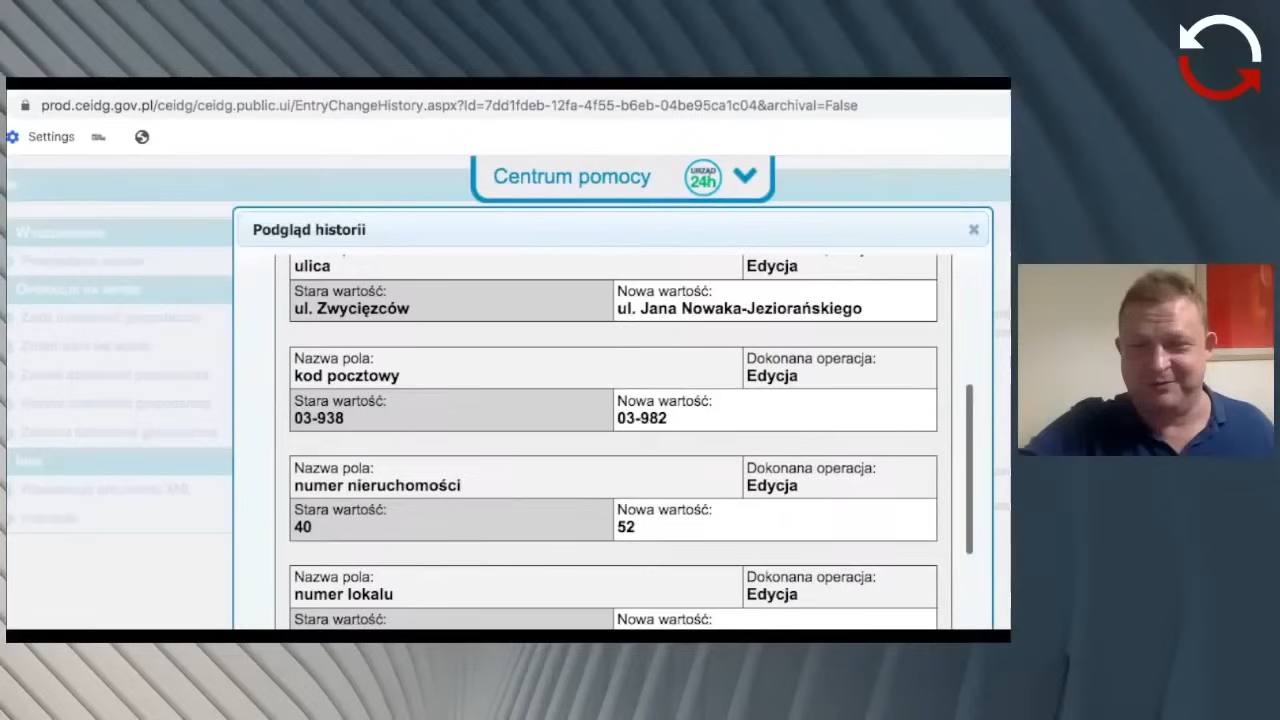 prod.ceidg.gov.pl/ceidg/ceidg.public.ui/EntryChangeHistory.aspx?Id=7dd1fdeb-12fa-4f55-b6eb-04be95ca1c04&archival=False
Settings
Centrum pomocy
URZĄD
24h
Podgląd historii
ulica
Edycja
Stara wartość:
Nowa wartość:
ul. Zwycięzców
ul. Jana Nowaka-Jeziorańskiego
Nazwa pola:
Dokonana operacja:
kod pocztowy
Edycja
Stara wartość:
Nowa wartość:
03-938
03-982
Nazwa pola:
Dokonana operacja:
numer nieruchomości
Edycja
Stara wartość:
Nowa wartość:
40
52
Nazwa pola:
Dokonana operacja:
numer lokalu
Edycja
Stara wartość:
Nowa wartość: